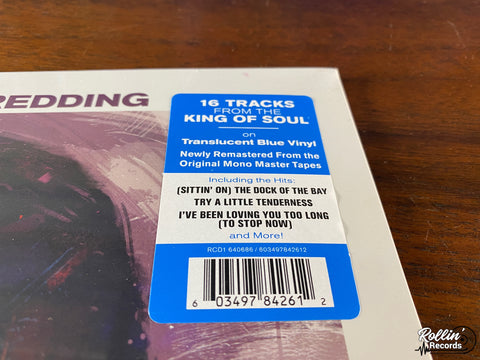 REDDING
16 TRACKS
FROM THE
KING OF SOUL
on
Translucent Blue Vinyl
Newly Remastered From the
Original Mono Master Tapes
Including the Hits:
(SITTIN' ON) THE DOCK OF THE BAY
TRY A LITTLE TENDERNESS
I'VE BEEN LOVING YOU TOO LONG
(TO STOP NOW)
and More!
RCD1 640686 / 603497842612
6 03497 84261 2
Rollin'
Records